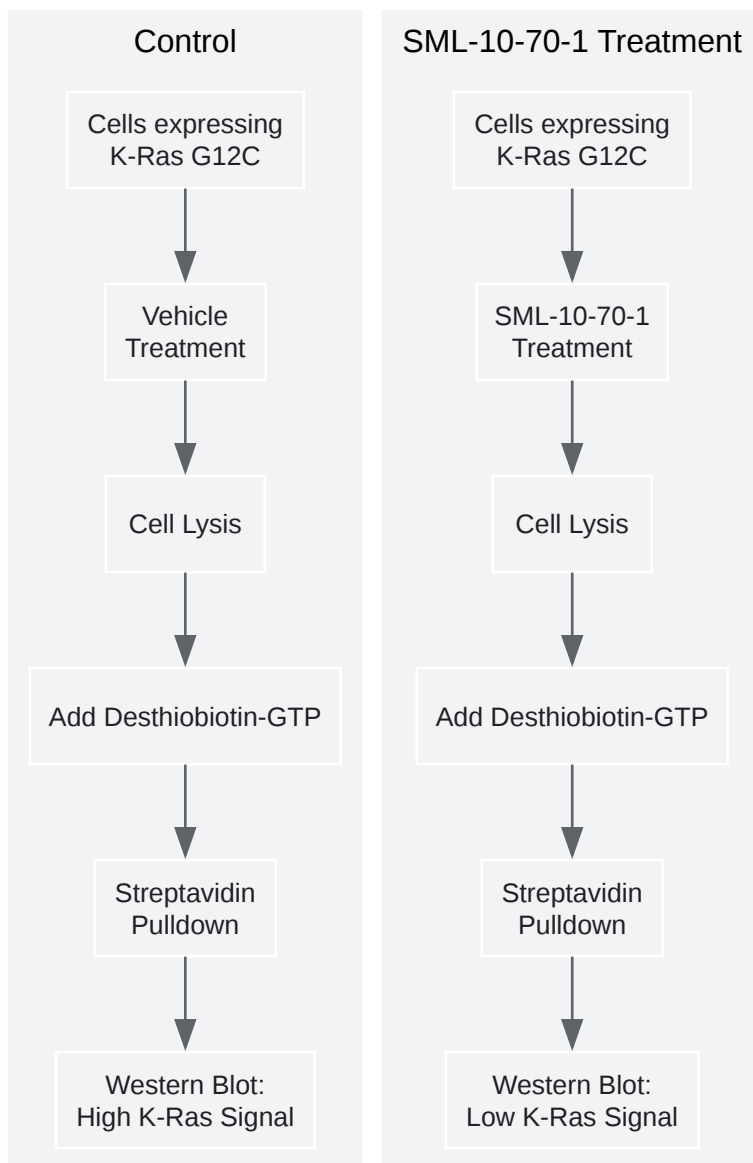 Control
Cells expressing
K-Ras G12C
Vehicle
Treatment
Cell Lysis
Add Desthiobiotin-GTP
Streptavidin
Pulldown
Western Blot:
High K-Ras Signal
SML-10-70-1 Treatment
Cells expressing
K-Ras G12C
SML-10-70-1
Treatment
Cell Lysis
Add Desthiobiotin-GTP
Streptavidin
Pulldown
Western Blot:
Low K-Ras Signal